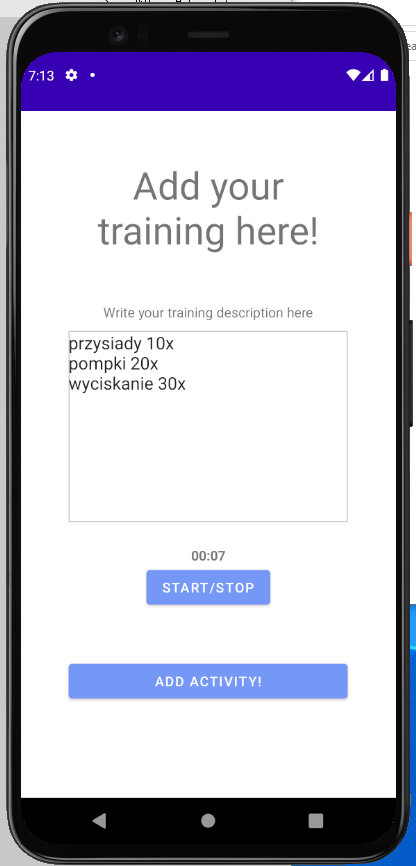 7:13
Add your
training here!
Write your training description here
przysiady 10x
pompki 20x
wyciskanie 30x
00:07
START/STOP
ADD ACTIVITY!